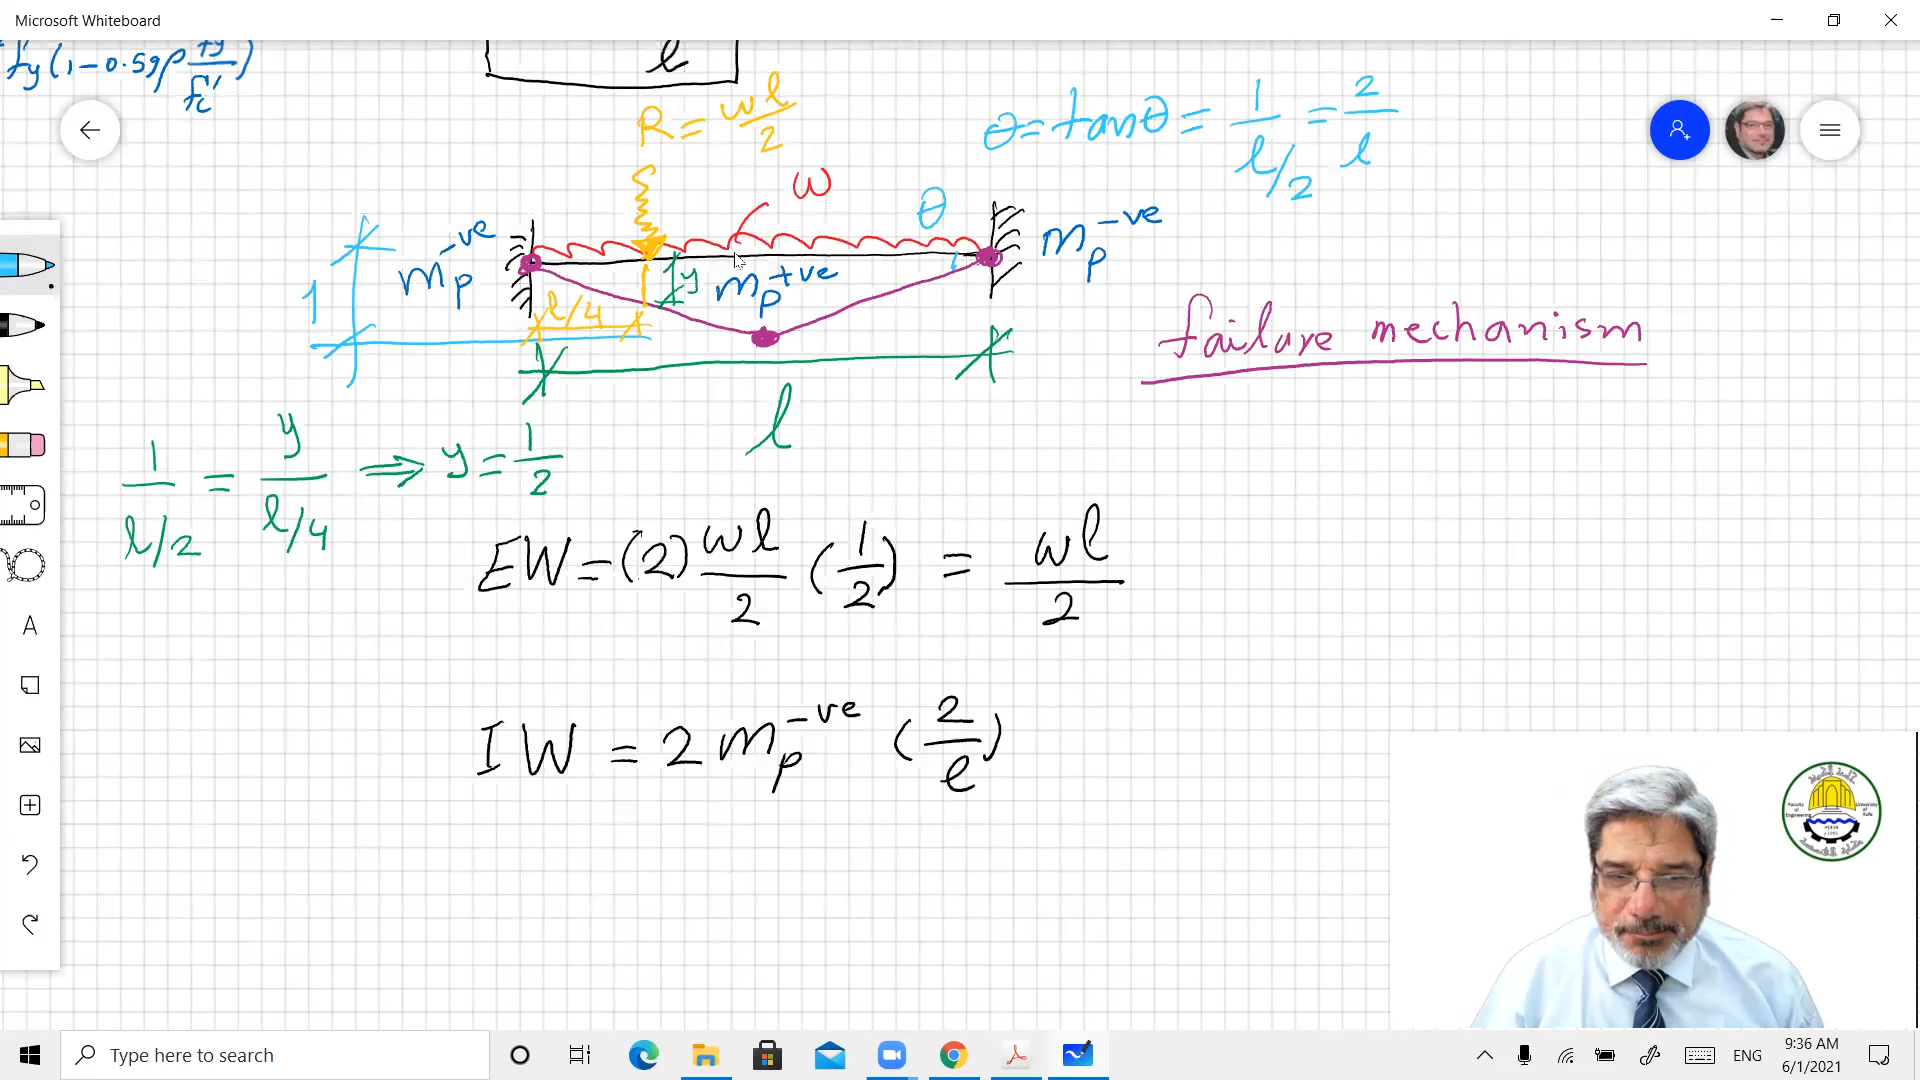 Microsoft Whiteboard
fy(1-0.59ρ fy/fc')
l
R = wl/2
θ = tanθ = 1/(l/2) = 2/l
w
θ
mp^-ve
mp^-ve
1
y
mp^+ve
l/4
failure mechanism
l
1/(l/2) = y/(l/4) ⇒ y = 1/2
EW = (2) wl/2 (1/2) = wl/2
IW = 2 mp^-ve (2/l)
A
Type here to search
ENG
9:36 AM
6/1/2021